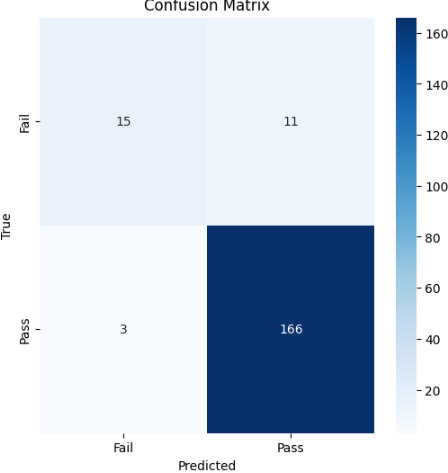 Confusion Matrix
160
Fail
15
11
140
120
100
True
80
60
Pass
3
166
40
20
Fail
Pass
Predicted